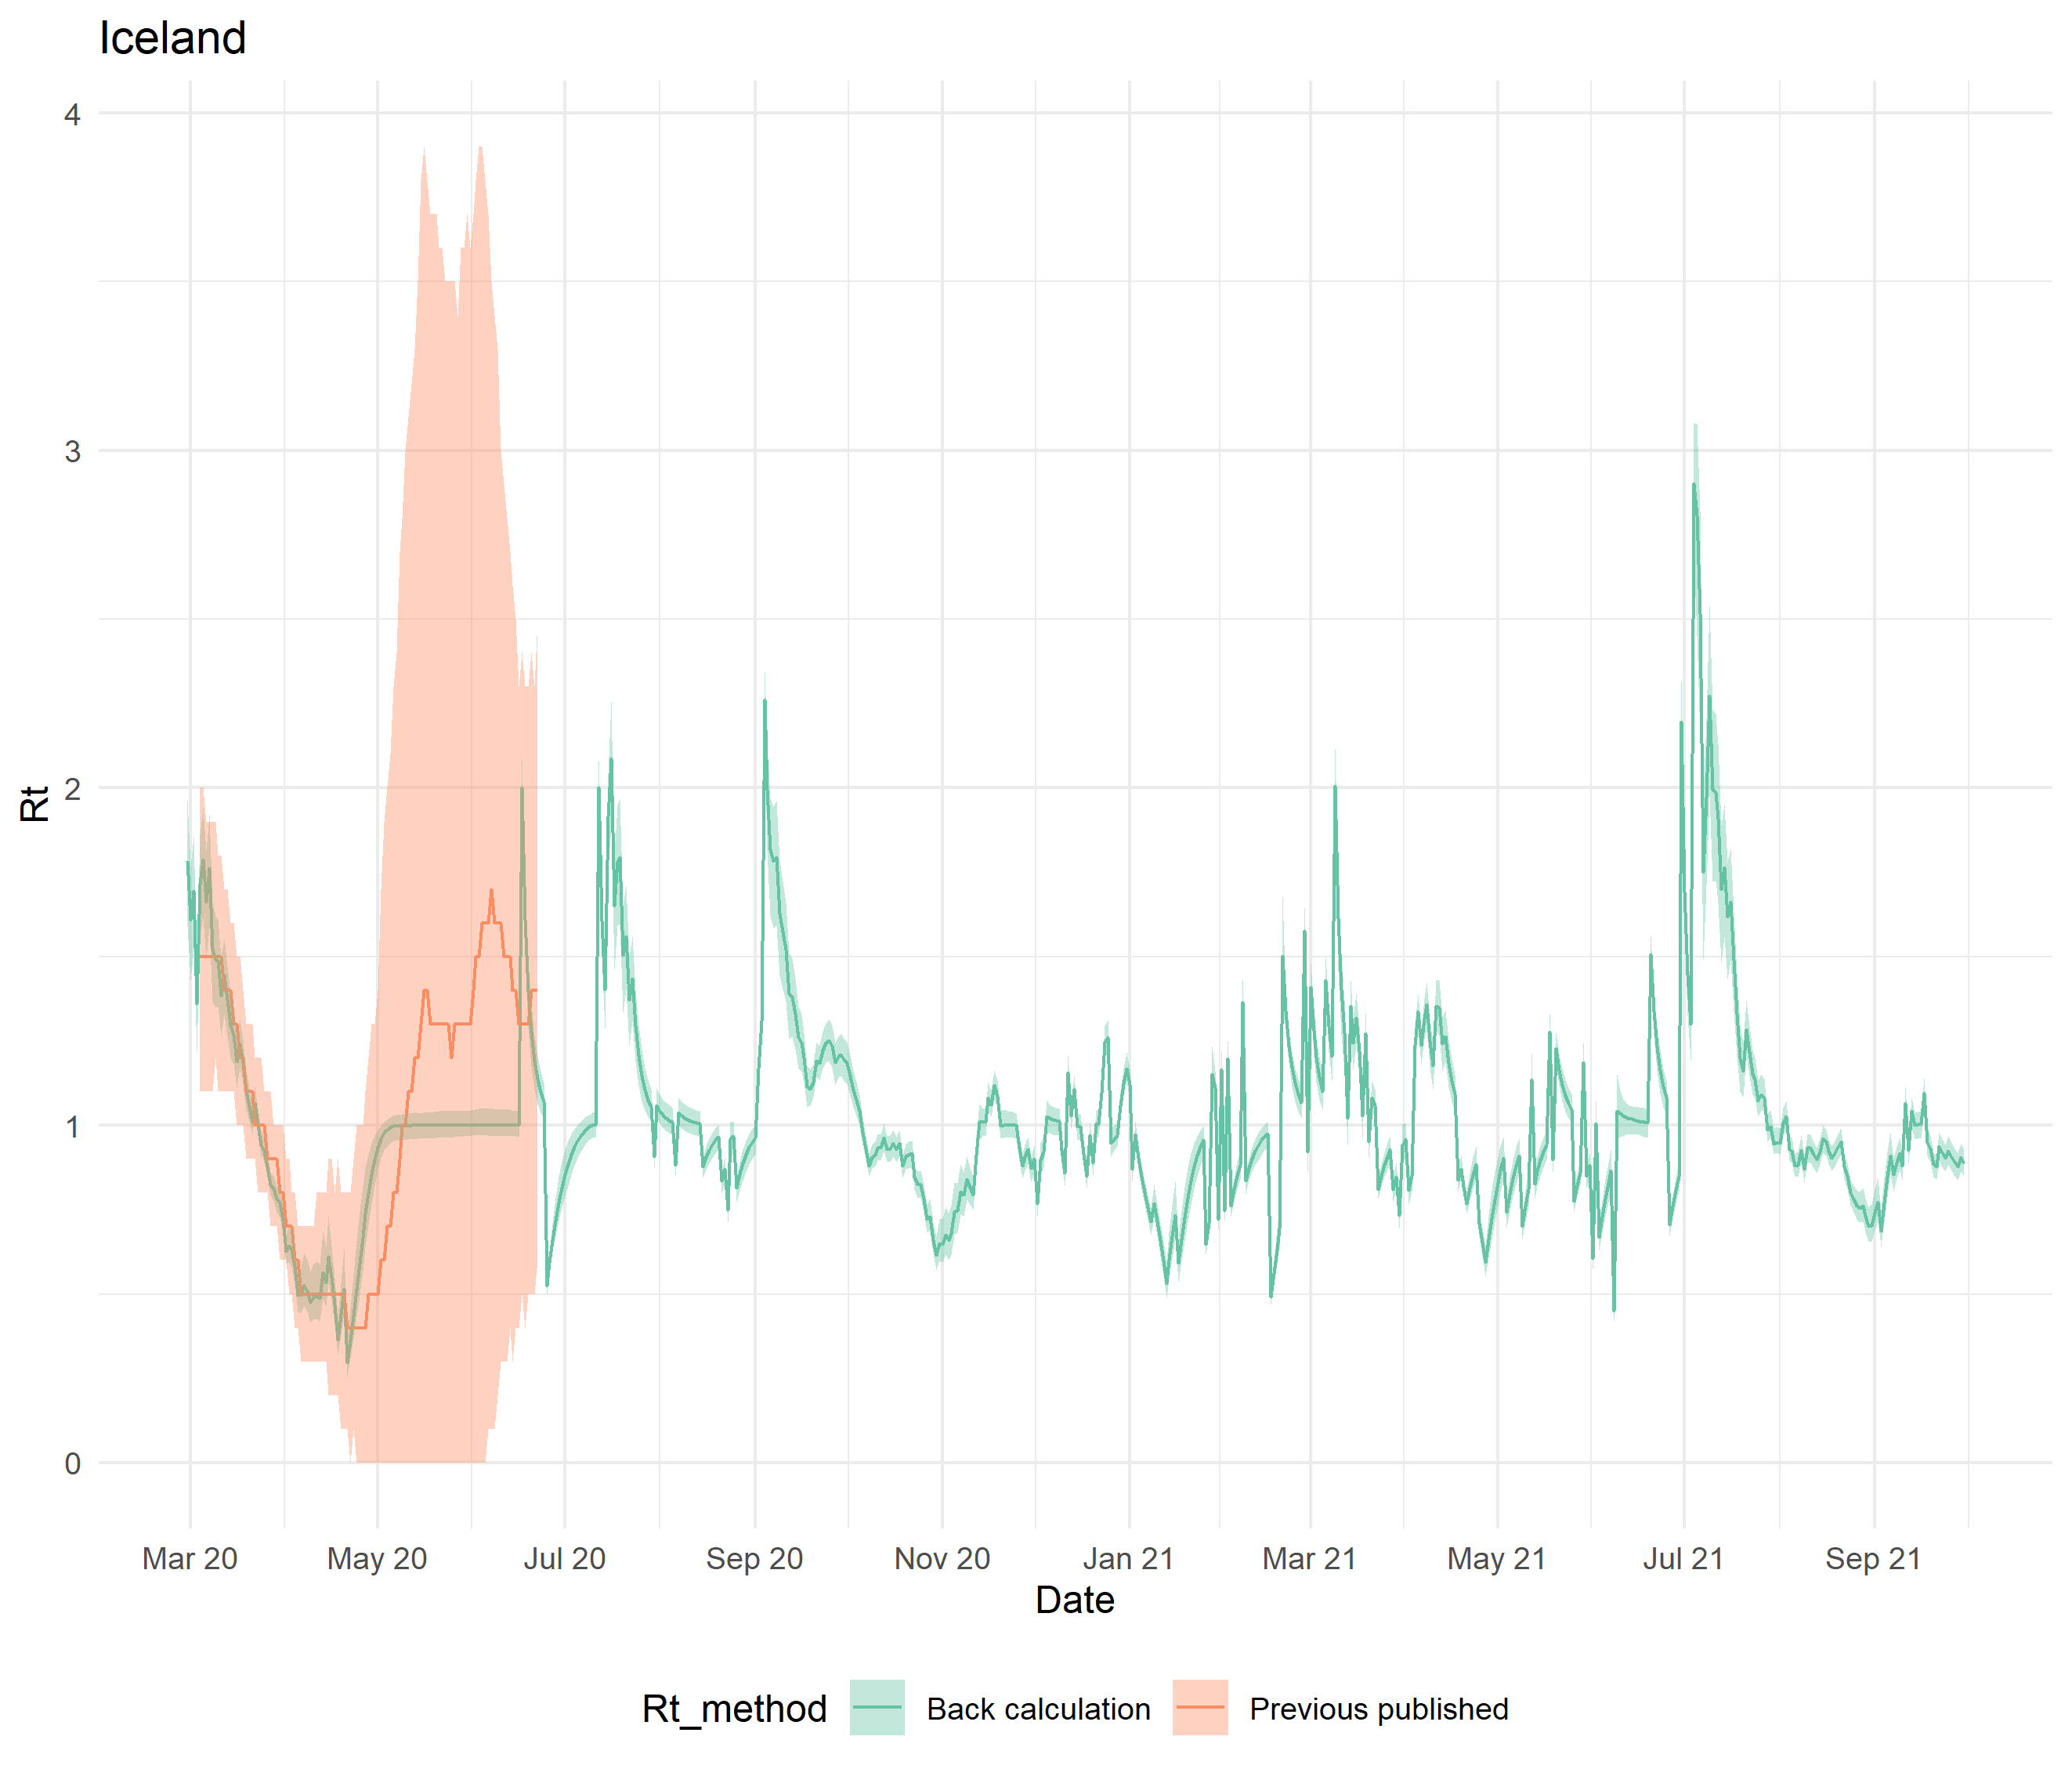 Iceland
4
3
2
1
0
Rt
Mar 20 May 20 Jul 20 Sep 20 Nov 20 Jan 21 Mar 21 May 21 Jul 21 Sep 21
Date
Rt_method Back calculation Previous published